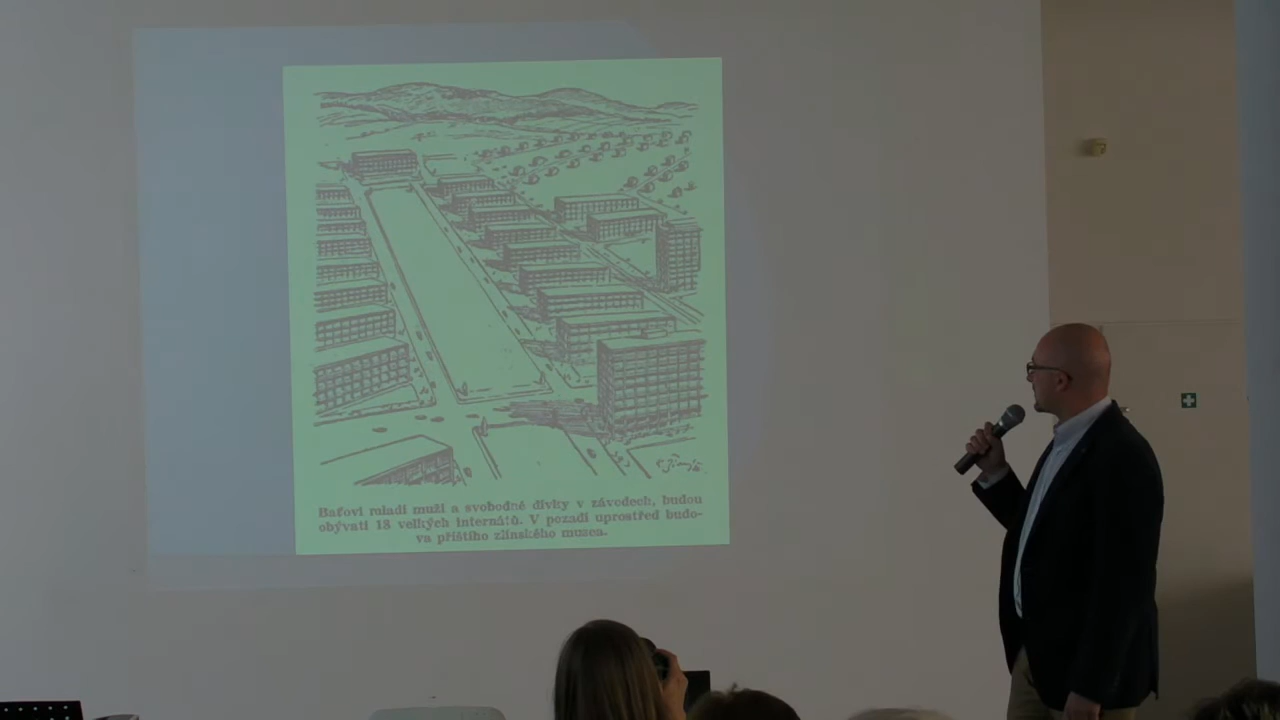 Baťovi mladí muži a svobodné dívky v závodech, budou
obývati 18 velkých internátů. V pozadí uprostřed budo-
va příštího zlínského musea.